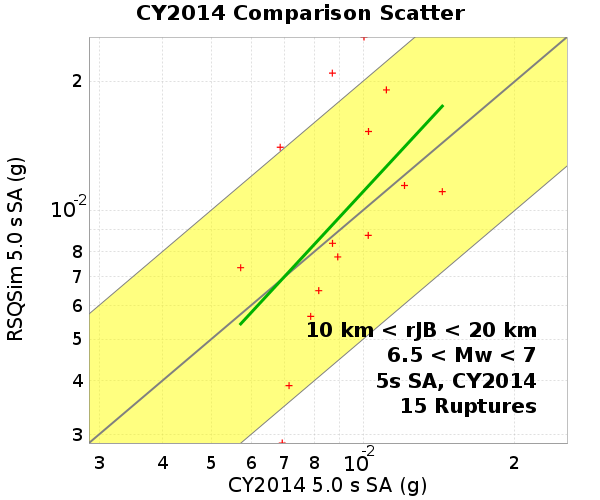 CY2014 Comparison Scatter
RSQSim 5.0 s SA (g)
2
10-2
8
7
6
5
4
3
10 km < rJB < 20 km
6.5 < Mw < 7
5s SA, CY2014
15 Ruptures
3 4 5 6 7 8 10-2 2
CY2014 5.0 s SA (g)